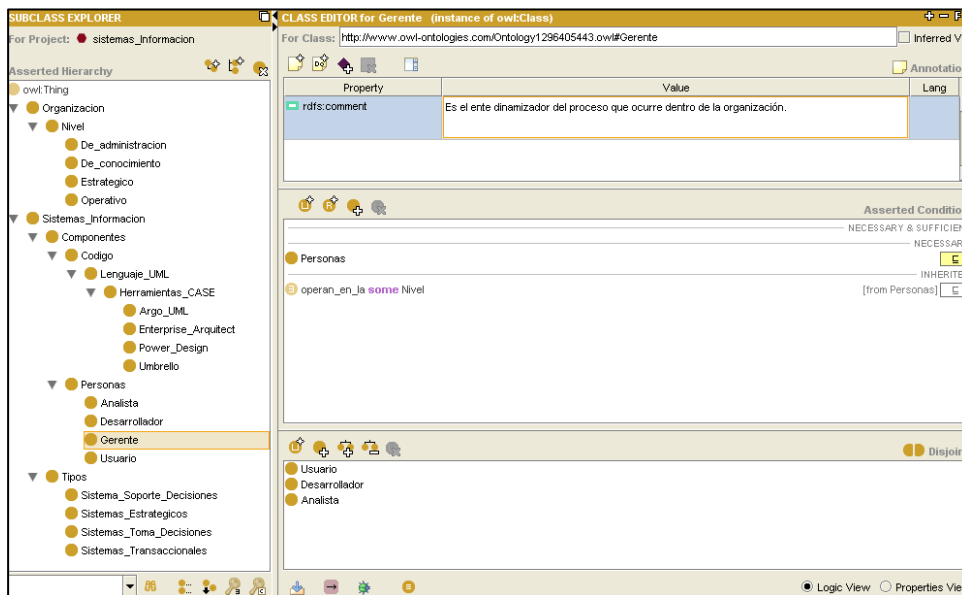 SUBCLASS EXPLORER
For Project: sistemas_Informacion
Asserted Hierarchy
owl:Thing
Organizacion
Nivel
De_administracion
De_conocimiento
Estrategico
Operativo
Sistemas_Informacion
Componentes
Codigo
Lenguaje_UML
Herramientas_CASE
Argo_UML
Enterprise_Arquitect
Power_Design
Umbrello
Personas
Analista
Desarrollador
Gerente
Usuario
Tipos
Sistema_Soporte_Decisiones
Sistemas_Estrategicos
Sistemas_Toma_Decisiones
Sistemas_Transaccionales
CLASS EDITOR for Gerente (instance of owl:Class)
For Class: http://www.owl-ontologies.com/Ontology1296405443.owl#Gerente Inferred V
Annotatio
Property Value Lang
rdfs:comment Es el ente dinamizador del proceso que ocurre dentro de la organización.
Asserted Conditio
NECESSARY & SUFFICIEN
NECESSAR
Personas
INHERITE
operan_en_la some Nivel [from Personas]
Disjoin
Usuario
Desarrollador
Analista
Logic View Properties Vie